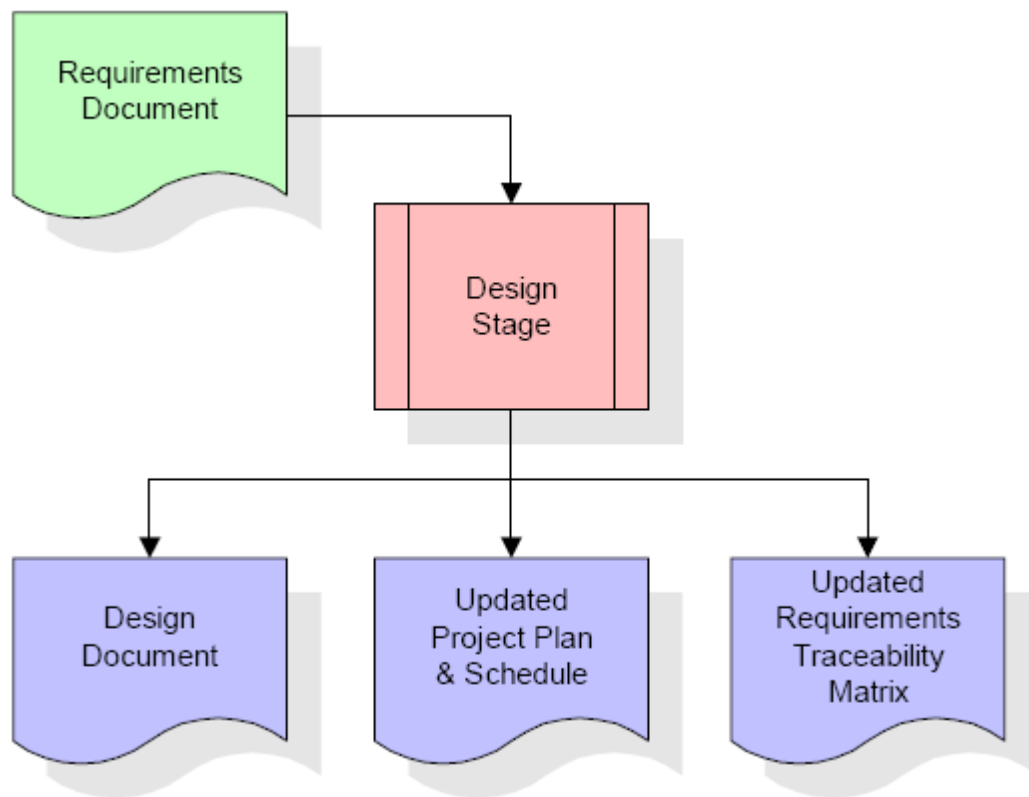 Requirements
Document
Design
Stage
Design
Document
Updated
Project Plan
& Schedule
Updated
Requirements
Traceability
Matrix